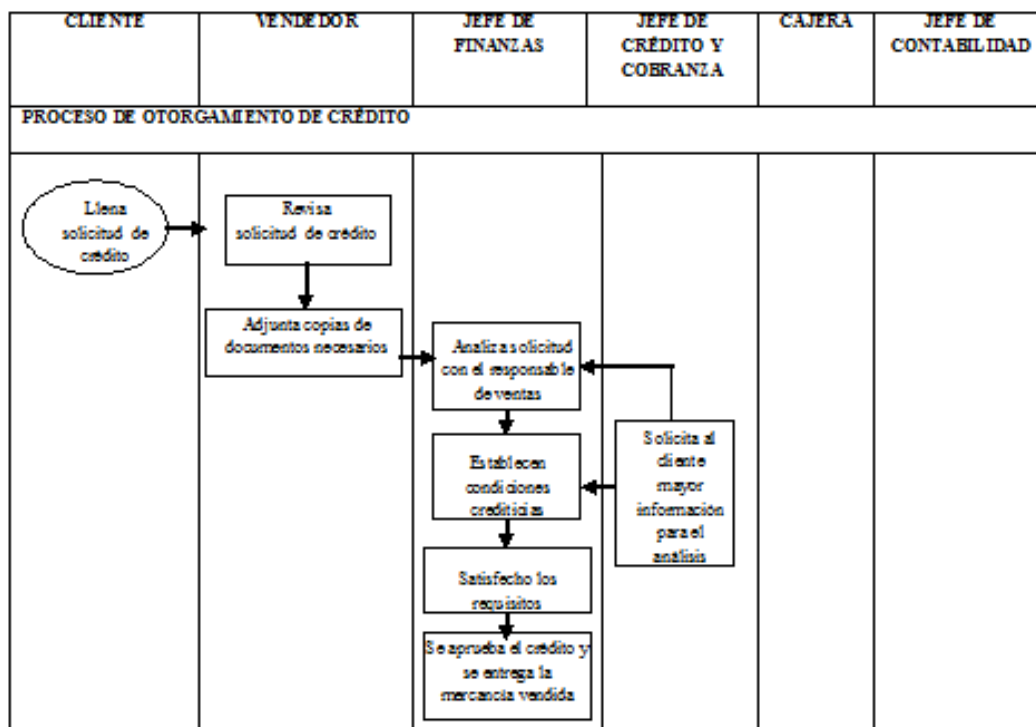 CLIENTE
VENDEDOR
JEFE DE
FINANZAS
JEFE DE
CRÉDITO Y
COBRANZA
CAJERA
JEFE DE
CONTABILIDAD
PROCESO DE OTORGAMIENTO DE CRÉDITO
Llena
solicitud de
crédito
Revisa
solicitud de crédito
Adjunta copias de
documentos necesarios
Analiza solicitud
con el responsable
de ventas
Establecen
condiciones
crediticias
Solicita al
cliente
mayor
información
para el
análisis
Satisfecho los
requisitos
Se aprueba el crédito y
se entrega la
mercancía vendida